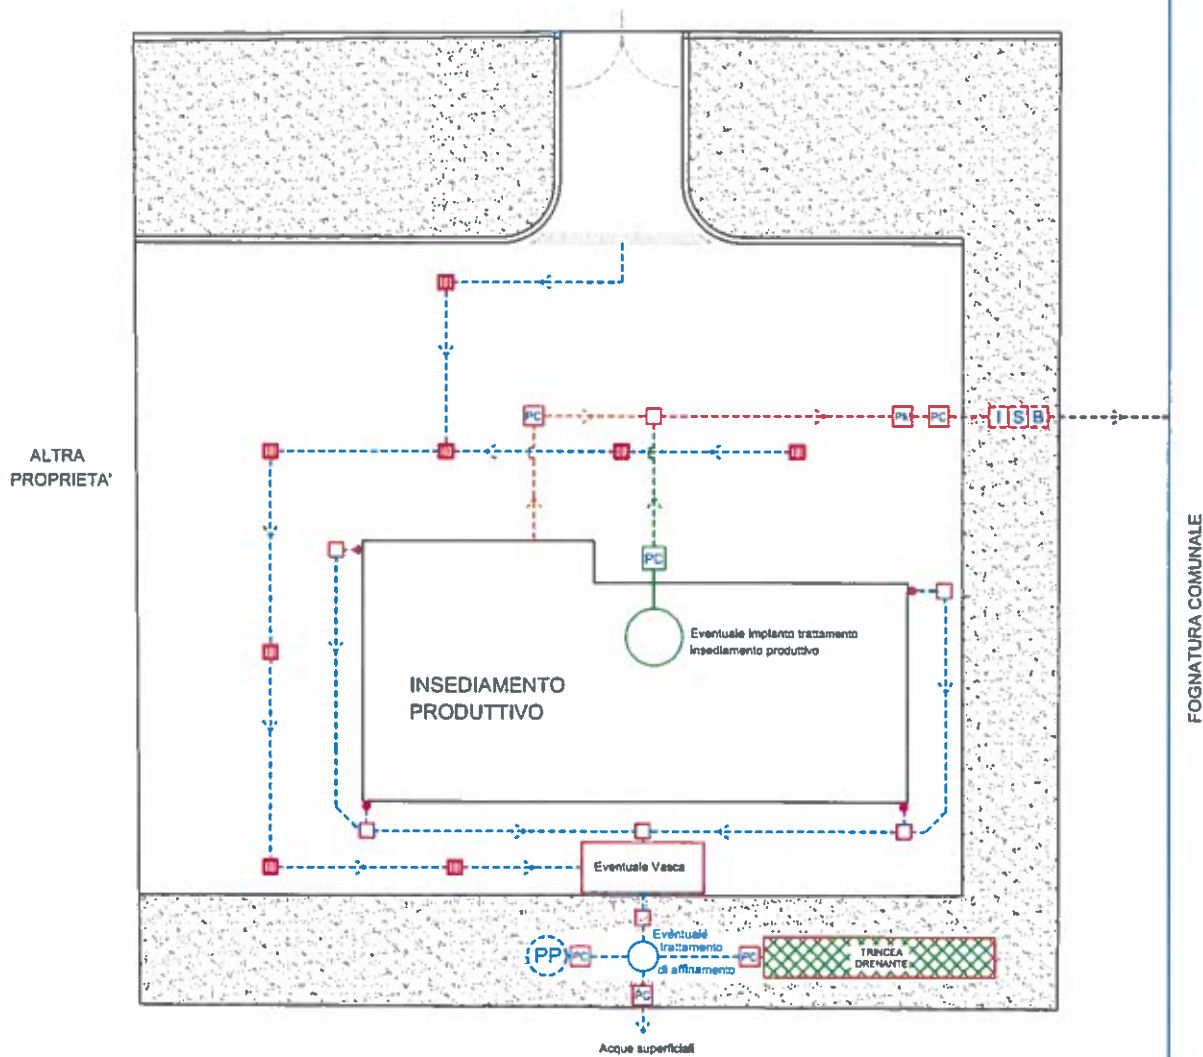 PC
PK
PC
I S B
ALTRA
PROPRIETA'
FOGNATURA COMUNALE
PC
Eventuale Impianto trattamento
Insediamento produttivo
INSEDIAMENTO
PRODUTTIVO
Eventuale Vasca
Eventuale
trattamento
di affinamento
PP
PC
PC
TRINCEA
DRENANTE
PC
Acque superficiali